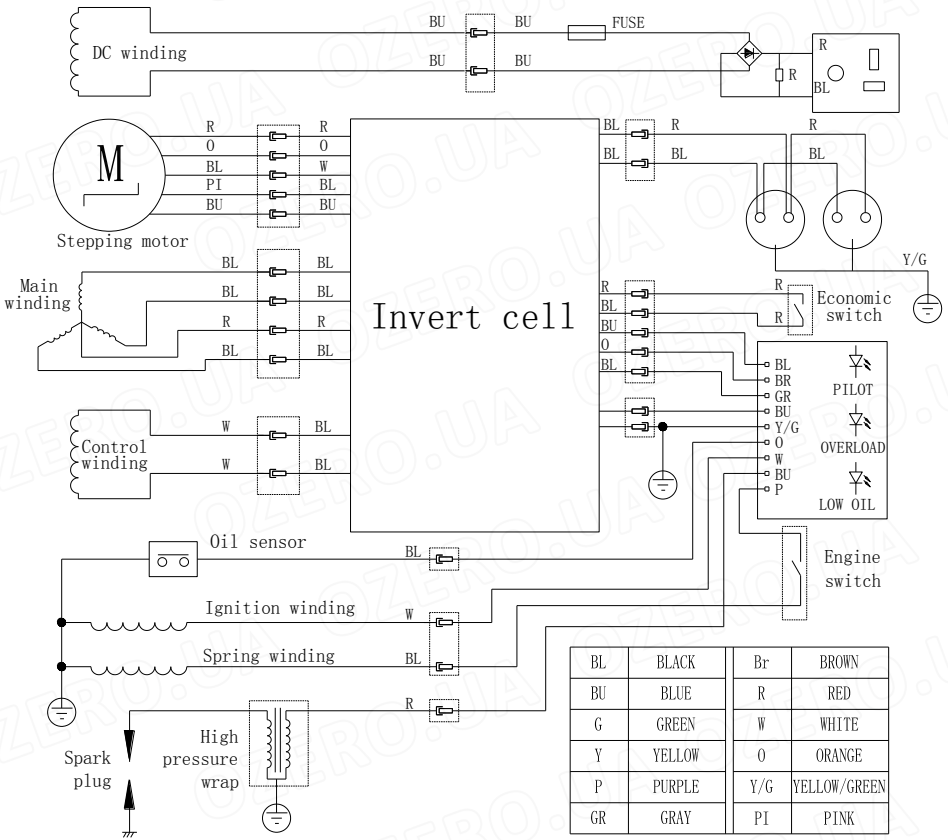 BU BU FUSE
DC winding
BU BU
R
R
BL
R R
O O
BL W
PI BL
BU BU
M
Stepping motor
BL R R
BL BL BL
Y/G
BL BL
BL BL
R R
BL BL
Main
winding
Invert cell
R
BL
BU
O
BL
R
R
Economic
switch
BL
BR
GR
BU
Y/G
O
W
BU
P
PILOT
OVERLOAD
LOW OIL
W BL
W BL
Control
winding
Oil sensor BL
Engine
switch
Ignition winding W
Spring winding BL
R
High
pressure
wrap
Spark
plug
BL BLACK Br BROWN
BU BLUE R RED
G GREEN W WHITE
Y YELLOW O ORANGE
P PURPLE Y/G YELLOW/GREEN
GR GRAY PI PINK
OZERO.UA